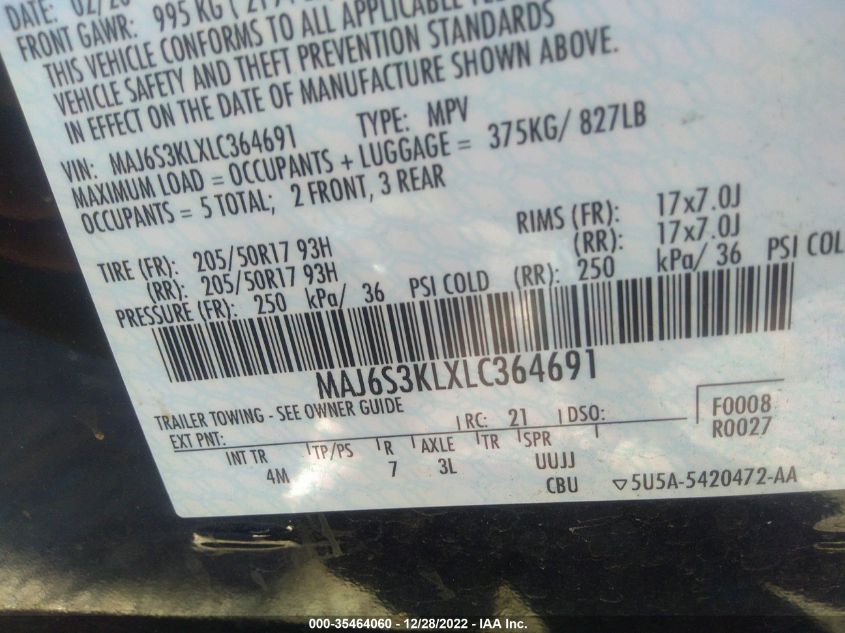 DATE: 02/20
FRONT GAWR: 995 KG
THIS VEHICLE CONFORMS TO ALL APPLICABLE
VEHICLE SAFETY AND THEFT PREVENTION STANDARDS
IN EFFECT ON THE DATE OF MANUFACTURE SHOWN ABOVE.
VIN: MAJ6S3KLXLC364691 TYPE: MPV
MAXIMUM LOAD = OCCUPANTS + LUGGAGE = 375KG/ 827LB
OCCUPANTS = 5 TOTAL; 2 FRONT, 3 REAR
TIRE (FR): 205/50R17 93H RIMS (FR): 17x7.0J
(RR): 205/50R17 93H (RR): 17x7.0J
PRESSURE (FR): 250 kPa/ 36 PSI COLD (RR): 250 kPa/ 36 PSI COL
MAJ6S3KLXLC364691
TRAILER TOWING - SEE OWNER GUIDE
EXT PNT: RC: 21 DSO: F0008
R0027
INT TR TP/PS R AXLE TR SPR
4M 7 3L UUJJ
CBU ▽5U5A-5420472-AA
000-35464060 - 12/28/2022 - IAA Inc.